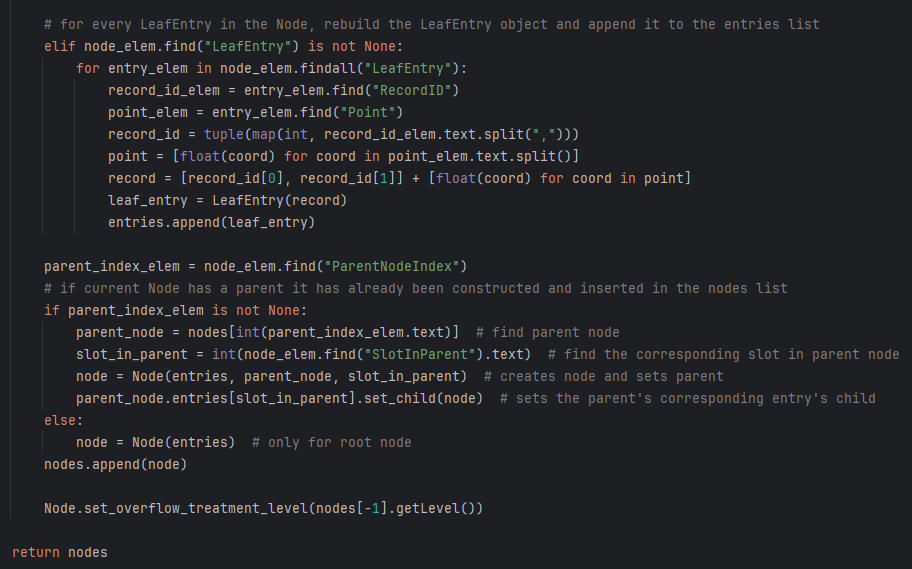 # for every LeafEntry in the Node, rebuild the LeafEntry object and append it to the entries list
elif node_elem.find("LeafEntry") is not None:
for entry_elem in node_elem.findall("LeafEntry"):
record_id_elem = entry_elem.find("RecordID")
point_elem = entry_elem.find("Point")
record_id = tuple(map(int, record_id_elem.text.split(",")))
point = [float(coord) for coord in point_elem.text.split()]
record = [record_id[0], record_id[1]] + [float(coord) for coord in point]
leaf_entry = LeafEntry(record)
entries.append(leaf_entry)
parent_index_elem = node_elem.find("ParentNodeIndex")
# if current Node has a parent it has already been constructed and inserted in the nodes list
if parent_index_elem is not None:
parent_node = nodes[int(parent_index_elem.text)]  # find parent node
slot_in_parent = int(node_elem.find("SlotInParent").text)  # find the corresponding slot in parent node
node = Node(entries, parent_node, slot_in_parent)  # creates node and sets parent
parent_node.entries[slot_in_parent].set_child(node)  # sets the parent's corresponding entry's child
else:
node = Node(entries)  # only for root node
nodes.append(node)
Node.set_overflow_treatment_level(nodes[-1].getLevel())
return nodes